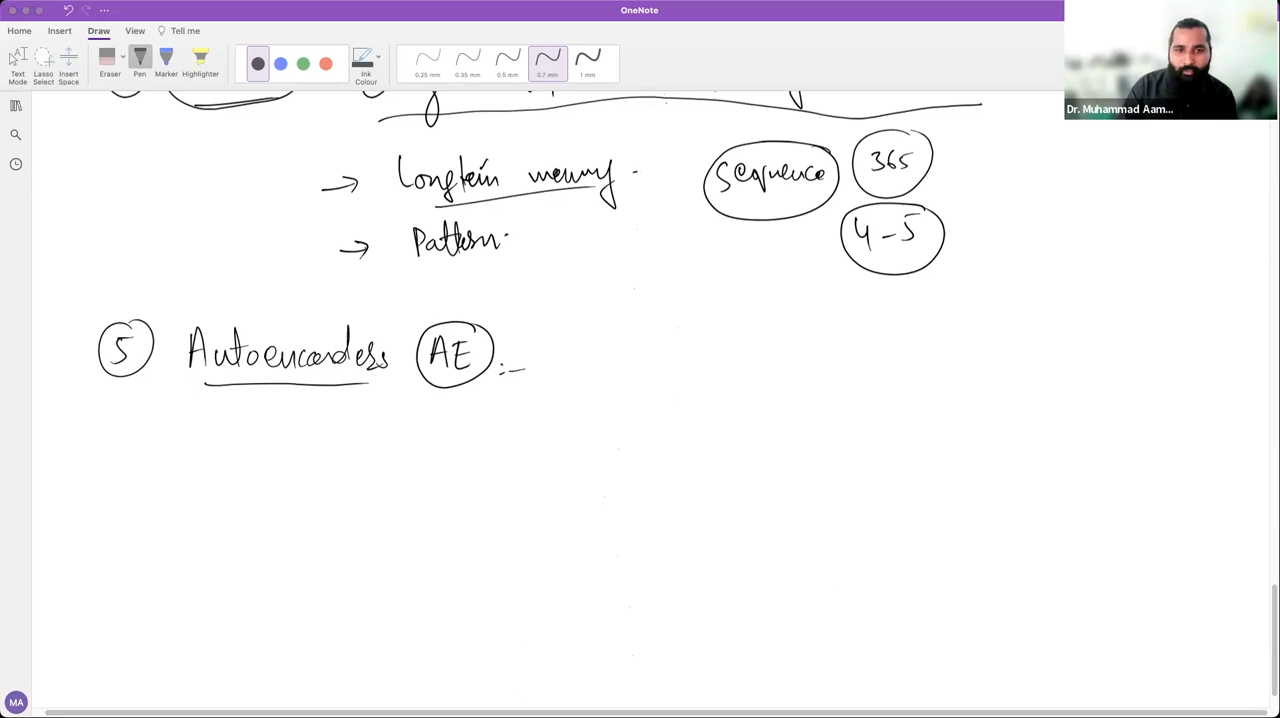 OneNote
Home Insert Draw View Tell me
Text Mode Lasso Select Insert Space Eraser Pen Marker Highlighter Ink Colour 0.25 mm 0.35 mm 0.5 mm 0.7 mm 1 mm
Dr. Muhammad Aam...
→ Longterm memory. Sequence 365
→ Pattern. 4-5
5 Autoencoders AE :-
MA